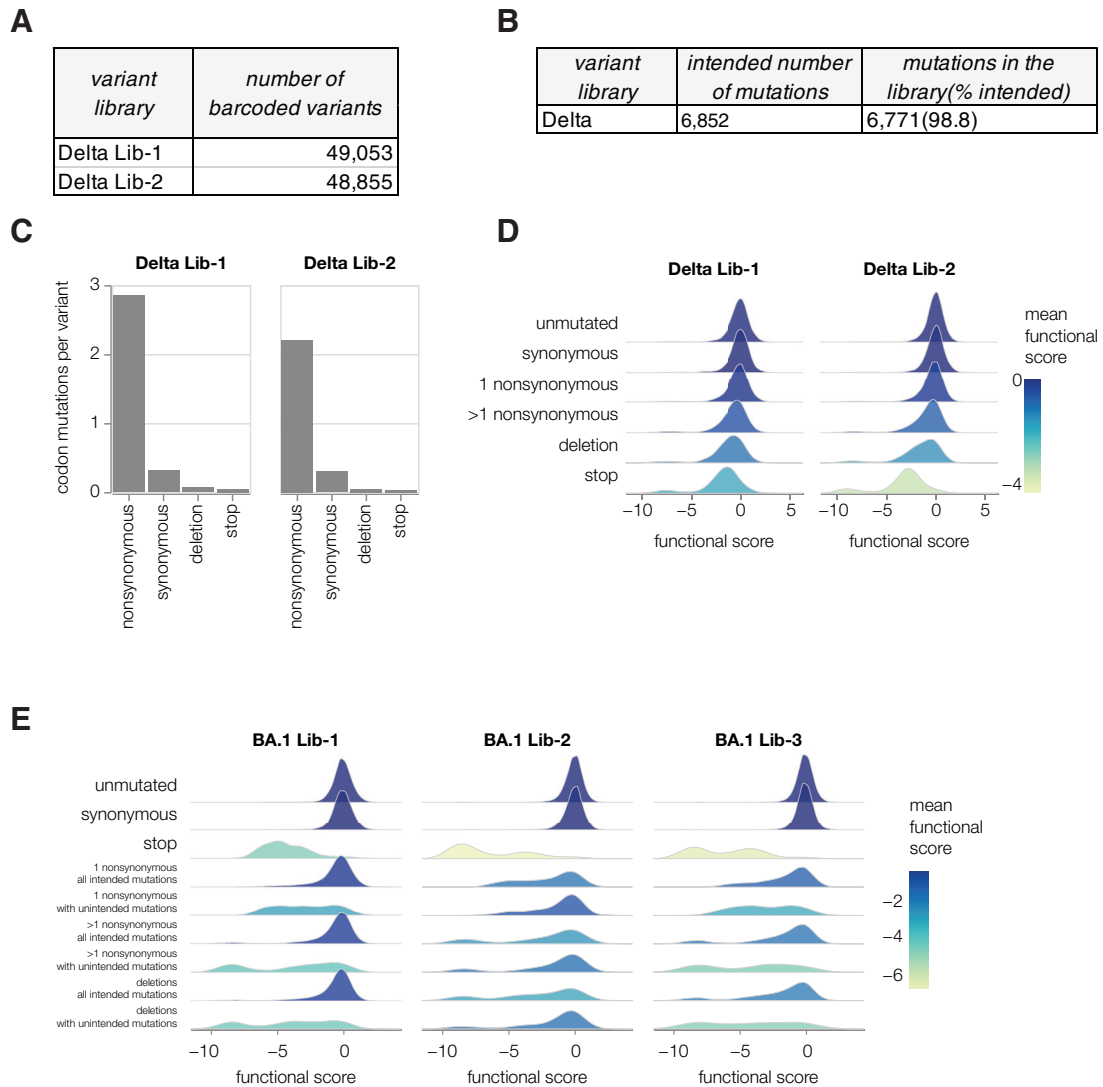 A
variant library
number of barcoded variants
Delta Lib-1 49,053
Delta Lib-2 48,855
B
variant library
intended number of mutations
mutations in the library(% intended)
Delta 6,852 6,771(98.8)
C
Delta Lib-1 Delta Lib-2
codon mutations per variant
3
2
1
0
nonsynonymous
synonymous
deletion
stop
nonsynonymous
synonymous
deletion
stop
D
Delta Lib-1 Delta Lib-2
unmutated
synonymous
1 nonsynonymous
>1 nonsynonymous
deletion
stop
−10 −5 0 5
−10 −5 0 5
functional score functional score
mean
functional
score
0
−4
E
BA.1 Lib-1 BA.1 Lib-2 BA.1 Lib-3
unmutated
synonymous
stop
1 nonsynonymous
all intended mutations
1 nonsynonymous
with unintended mutations
>1 nonsynonymous
all intended mutations
>1 nonsynonymous
with unintended mutations
deletions
all intended mutations
deletions
with unintended mutations
−10 −5 0
−10 −5 0
−10 −5 0
functional score functional score functional score
mean
functional
score
−2
−4
−6